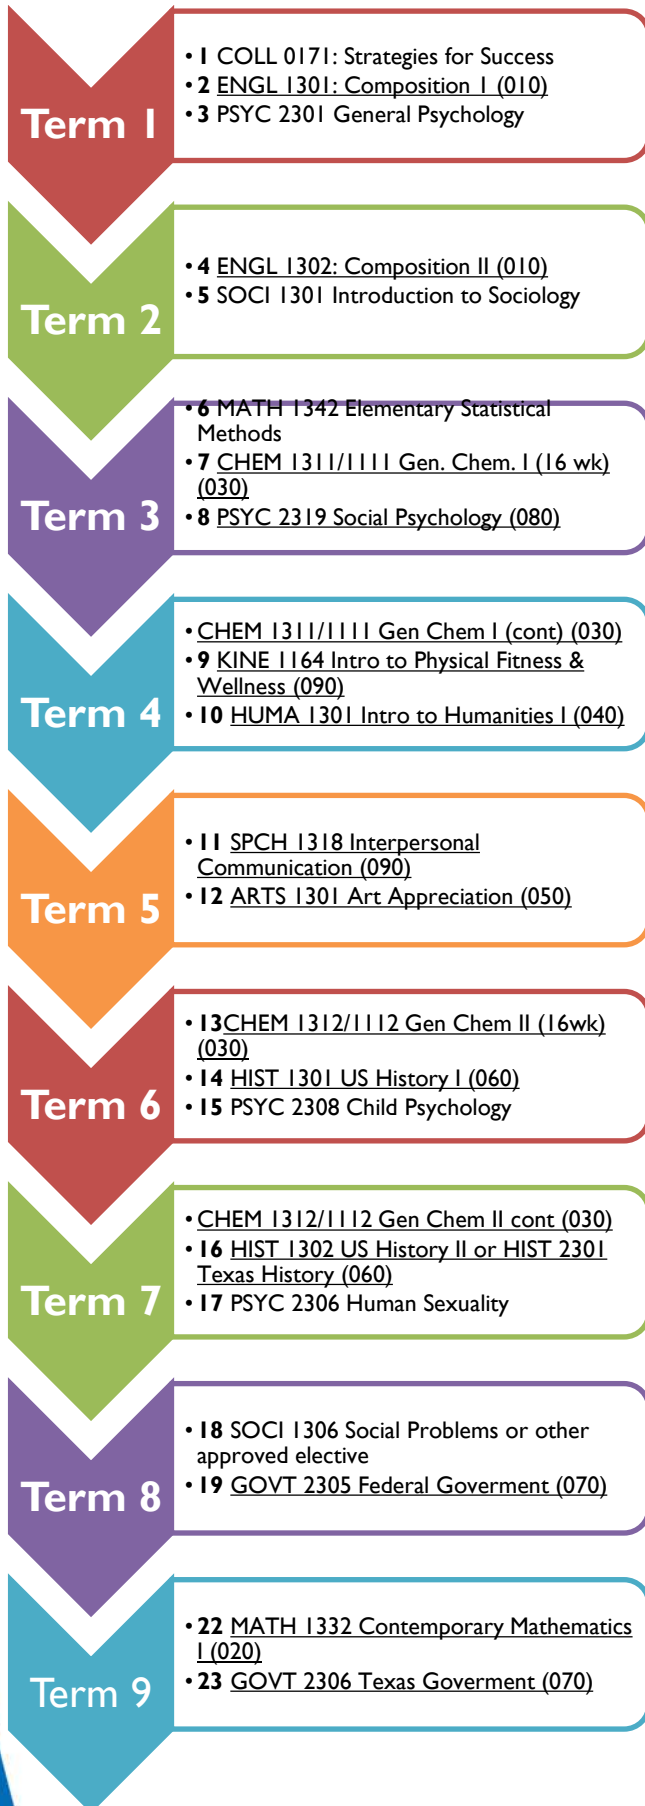 Term 1
• 1 COLL 0171: Strategies for Success
• 2 ENGL 1301: Composition 1 (010)
• 3 PSYC 2301 General Psychology
Term 2
• 4 ENGL 1302: Composition II (010)
• 5 SOCI 1301 Introduction to Sociology
Term 3
• 6 MATH 1342 Elementary Statistical
Methods
• 7 CHEM 1311/1111 Gen. Chem. I (16 wk)
(030)
• 8 PSYC 2319 Social Psychology (080)
Term 4
• CHEM 1311/1111 Gen Chem I (cont) (030)
• 9 KINE 1164 Intro to Physical Fitness &
Wellness (090)
• 10 HUMA 1301 Intro to Humanities I (040)
Term 5
• 11 SPCH 1318 Interpersonal
Communication (090)
• 12 ARTS 1301 Art Appreciation (050)
Term 6
• 13CHEM 1312/1112 Gen Chem II (16wk)
(030)
• 14 HIST 1301 US History I (060)
• 15 PSYC 2308 Child Psychology
Term 7
• CHEM 1312/1112 Gen Chem II cont (030)
• 16 HIST 1302 US History II or HIST 2301
Texas History (060)
• 17 PSYC 2306 Human Sexuality
Term 8
• 18 SOCI 1306 Social Problems or other
approved elective
• 19 GOVT 2305 Federal Goverment (070)
Term 9
• 22 MATH 1332 Contemporary Mathematics
I (020)
• 23 GOVT 2306 Texas Goverment (070)